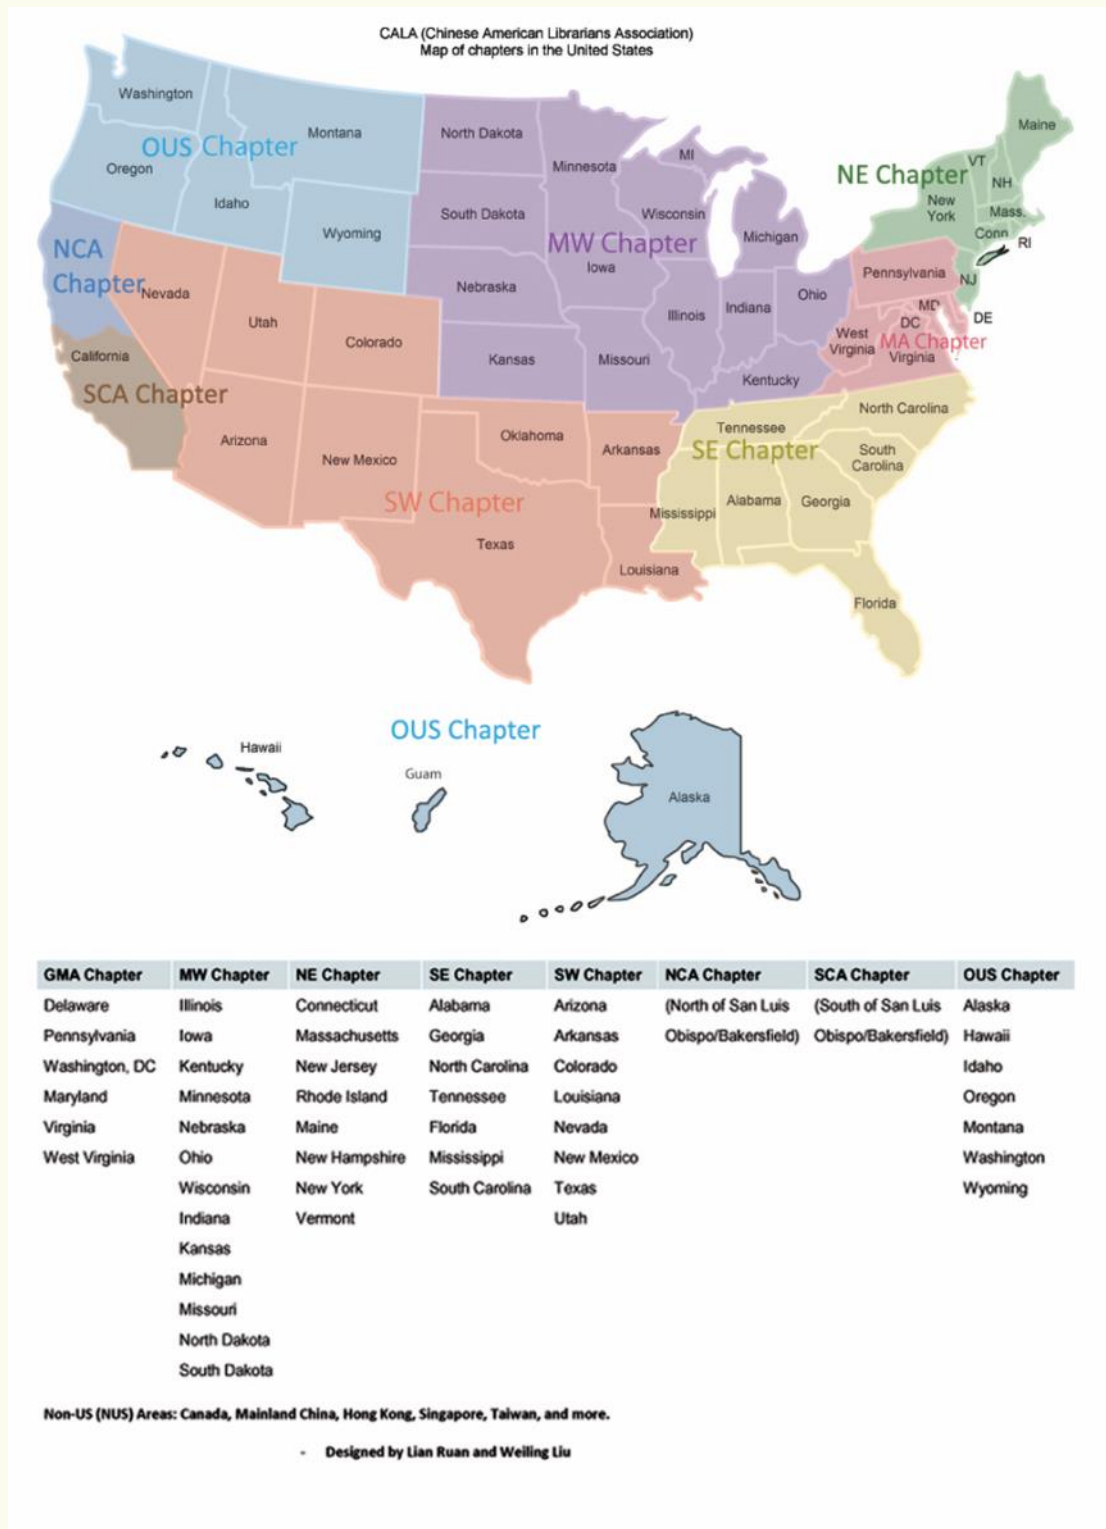 CALA (Chinese American Librarians Association)
Map of chapters in the United States
Washington
Montana
OUS Chapter
Oregon
Idaho
Wyoming
North Dakota
Minnesota
MI
South Dakota
Wisconsin
Michigan
MW Chapter
Iowa
Nebraska
Illinois
Indiana
Ohio
Kansas
Missouri
Kentucky
Maine
VT
NE Chapter
NH
New
York
Mass.
Conn
RI
NCA
Chapter
Nevada
Utah
Colorado
California
SCA Chapter
Pennsylvania
NJ
MD
DE
DC
West
Virginia
MA Chapter
Virginia
Arizona
New Mexico
Oklahoma
Arkansas
SW Chapter
Texas
Louisiana
North Carolina
Tennessee
SE Chapter
South
Carolina
Mississippi
Alabama
Georgia
Florida
OUS Chapter
Hawaii
Guam
Alaska
GMA Chapter MW Chapter NE Chapter SE Chapter SW Chapter NCA Chapter SCA Chapter OUS Chapter
Delaware Illinois Connecticut Alabama Arizona (North of San Luis (South of San Luis Alaska
Pennsylvania Iowa Massachusetts Georgia Arkansas Obispo/Bakersfield) Obispo/Bakersfield) Hawaii
Washington, DC Kentucky New Jersey North Carolina Colorado Idaho
Maryland Minnesota Rhode Island Tennessee Louisiana Oregon
Virginia Nebraska Maine Florida Nevada Montana
West Virginia Ohio New Hampshire Mississippi New Mexico Washington
Wisconsin New York South Carolina Texas Wyoming
Indiana Vermont Utah
Kansas
Michigan
Missouri
North Dakota
South Dakota
Non-US (NUS) Areas: Canada, Mainland China, Hong Kong, Singapore, Taiwan, and more.
- Designed by Lian Ruan and Weiling Liu